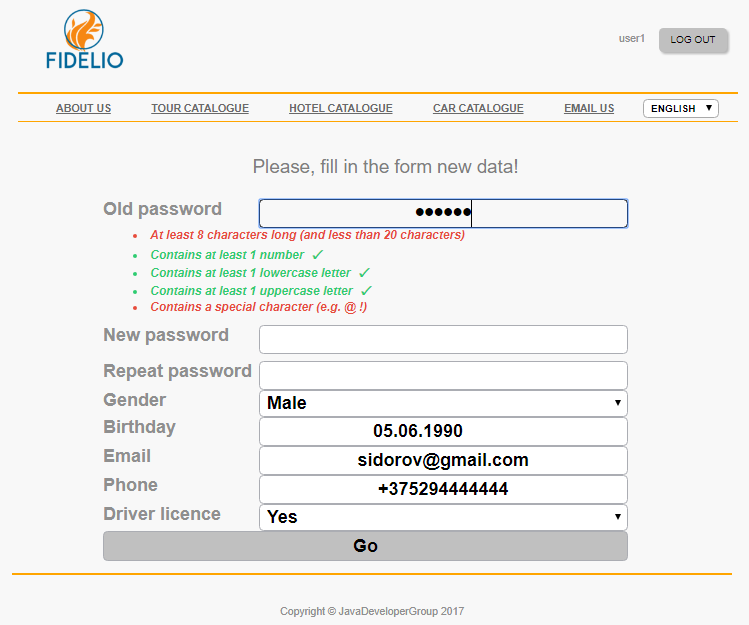 FIDELIO
user1 LOG OUT
ABOUT US TOUR CATALOGUE HOTEL CATALOGUE CAR CATALOGUE EMAIL US ENGLISH
Please, fill in the form new data!
Old password ••••••
At least 8 characters long (and less than 20 characters)
Contains at least 1 number ✓
Contains at least 1 lowercase letter ✓
Contains at least 1 uppercase letter ✓
Contains a special character (e.g. @ !)
New password
Repeat password
Gender Male
Birthday 05.06.1990
Email sidorov@gmail.com
Phone +375294444444
Driver licence Yes
Go
Copyright © JavaDeveloperGroup 2017